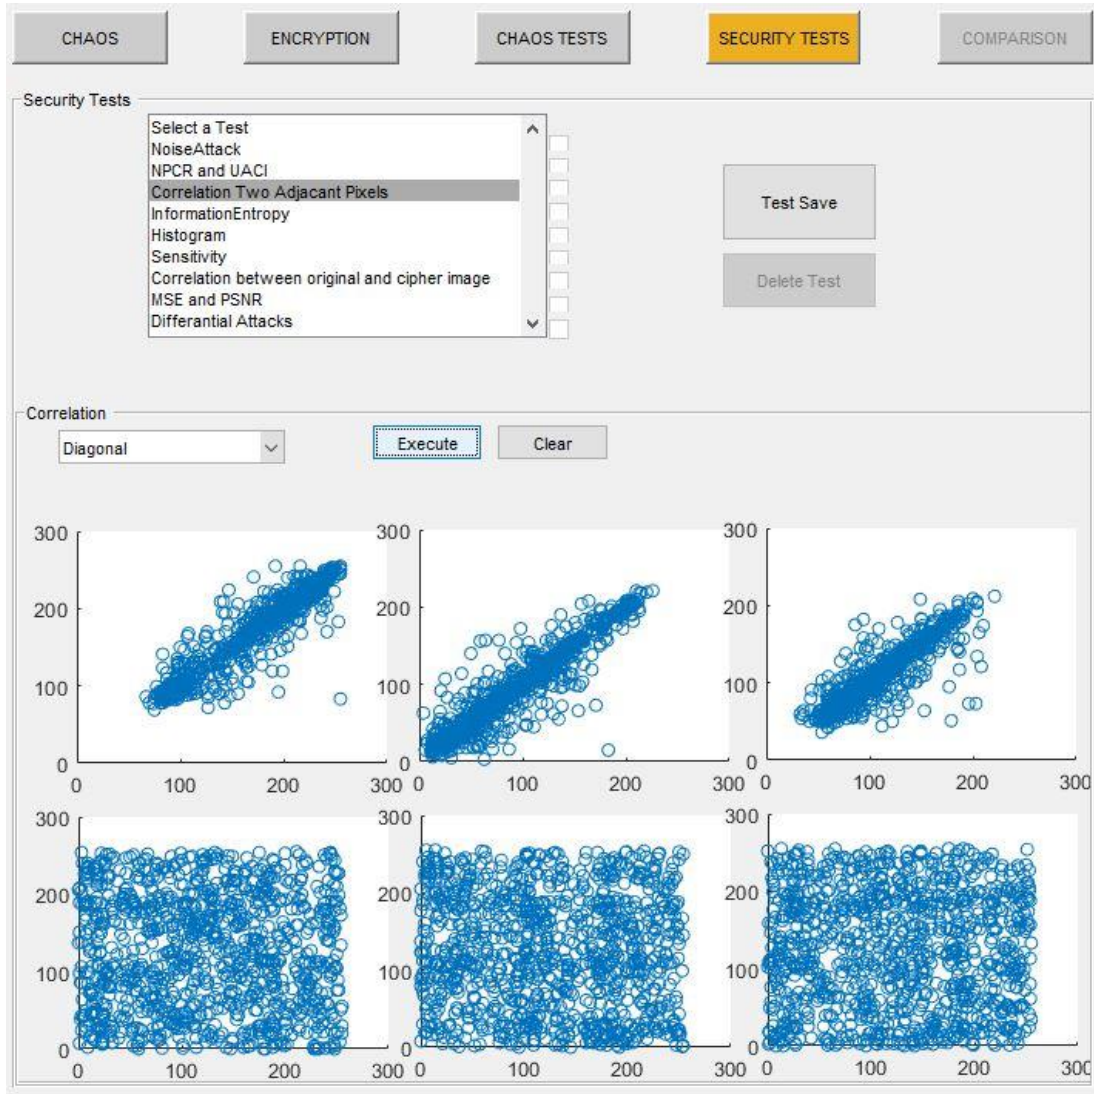 CHAOS ENCRYPTION CHAOS TESTS SECURITY TESTS COMPARISON
Security Tests
Select a Test
NoiseAttack
NPCR and UACI
Correlation Two Adjacant Pixels
InformationEntropy
Histogram
Sensitivity
Correlation between original and cipher image
MSE and PSNR
Differantial Attacks
Test Save
Delete Test
Correlation
Diagonal Execute Clear
300 300 300
200 200 200
100 100 100
0 0 0
0 100 200 300 0 100 200 300 0 100 200 300
300 300 300
200 200 200
100 100 100
0 0 0
0 100 200 300 0 100 200 300 0 100 200 300